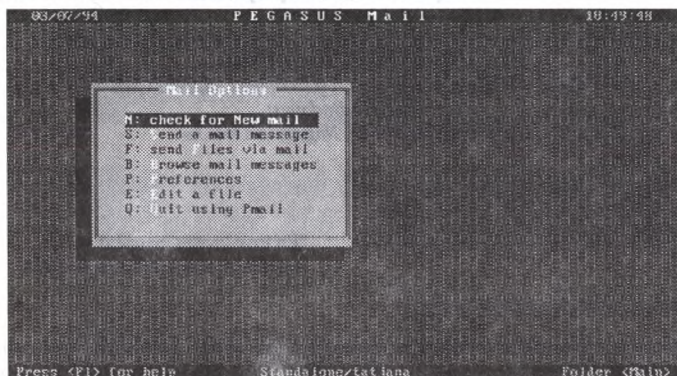 03/07/94 PEGASUS Mail 18:49:48
Mail Options
N: check for New mail
S: Send a mail message
F: send Files via mail
B: Browse mail messages
P: Preferences
E: Edit a file
Q: Quit using Pmail
Press <F1> for help Standalone/tatiana Folder <Main>